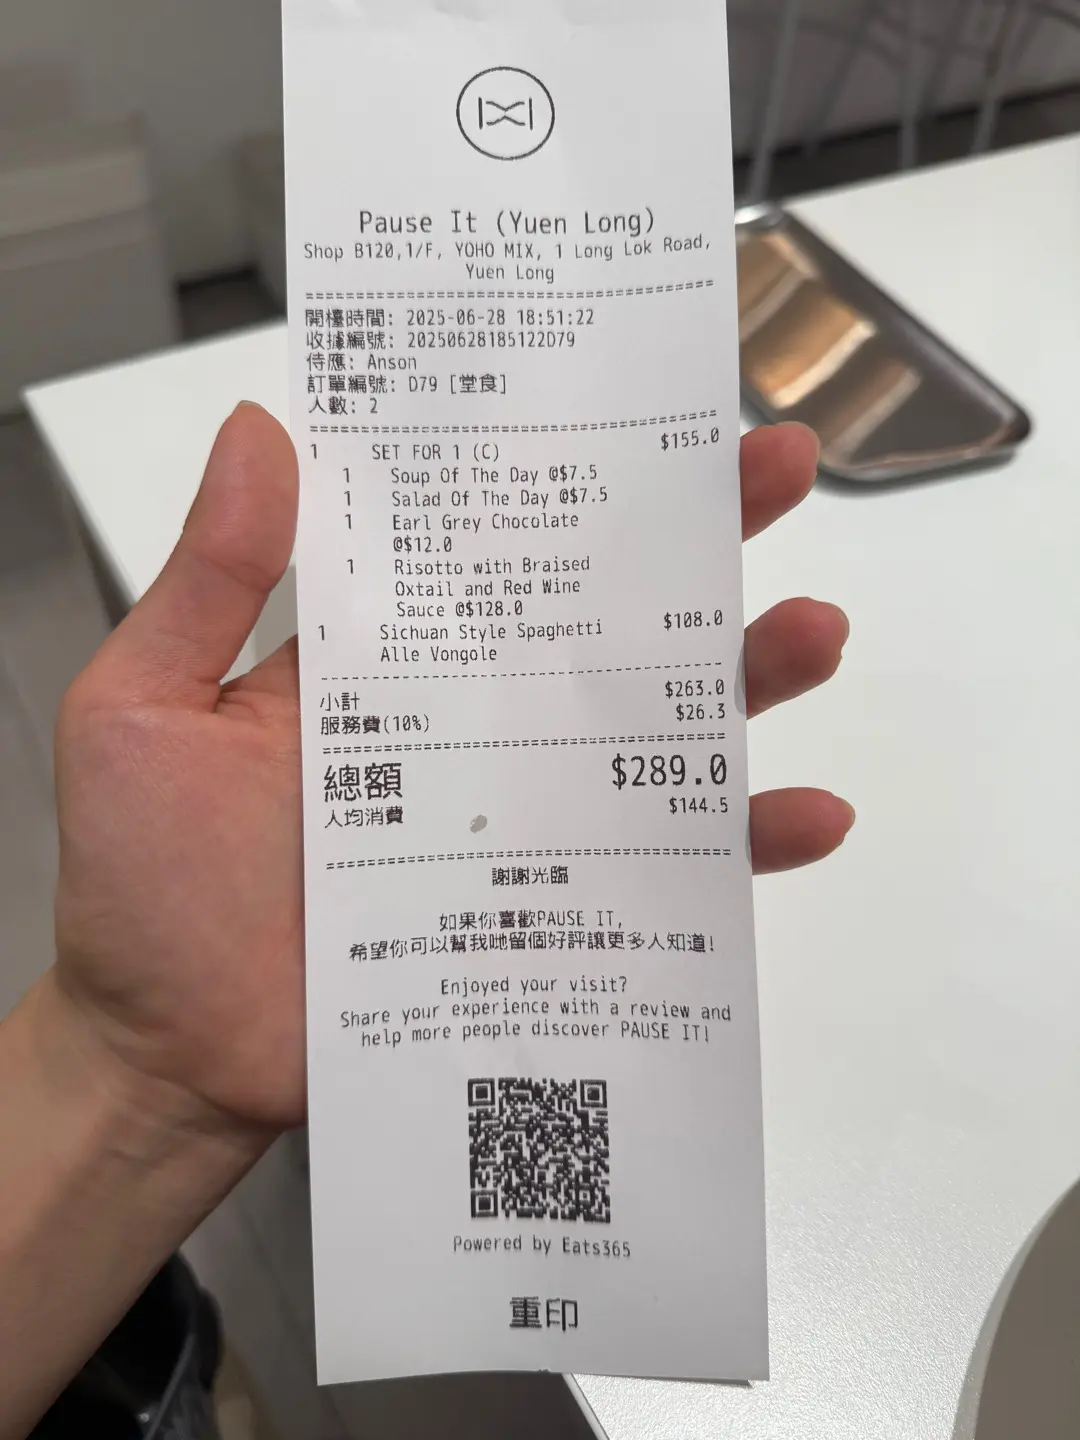 Pause It (Yuen Long)
Shop B120,1/F, YOHO MIX, 1 Long Lok Road,
Yuen Long
開檯時間: 2025-06-28 18:51:22
收據編號: 20250628185122D79
侍應: Anson
訂單編號: D79 [堂食]
人數: 2
1 SET FOR 1 (C) $155.0
1 Soup Of The Day @$7.5
1 Salad Of The Day @$7.5
1 Earl Grey Chocolate
@$12.0
1 Risotto with Braised
Oxtail and Red Wine
Sauce @$128.0
1 Sichuan Style Spaghetti $108.0
Alle Vongole
小計 $263.0
服務費(10%) $26.3
總額 $289.0
人均消費 $144.5
謝謝光臨
如果你喜歡PAUSE IT,
希望你可以幫我哋留個好評讓更多人知道!
Enjoyed your visit?
Share your experience with a review and
help more people discover PAUSE IT!
Powered by Eats365
重印